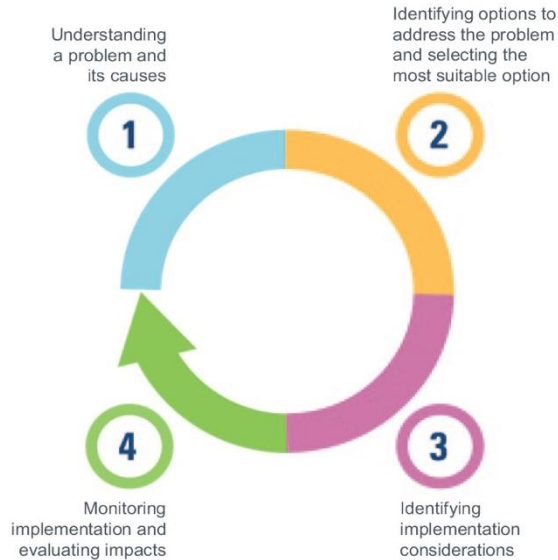 Understanding
a problem and
its causes
1
Identifying options to
address the problem
and selecting the
most suitable option
2
3
Identifying
implementation
considerations
4
Monitoring
implementation and
evaluating impacts